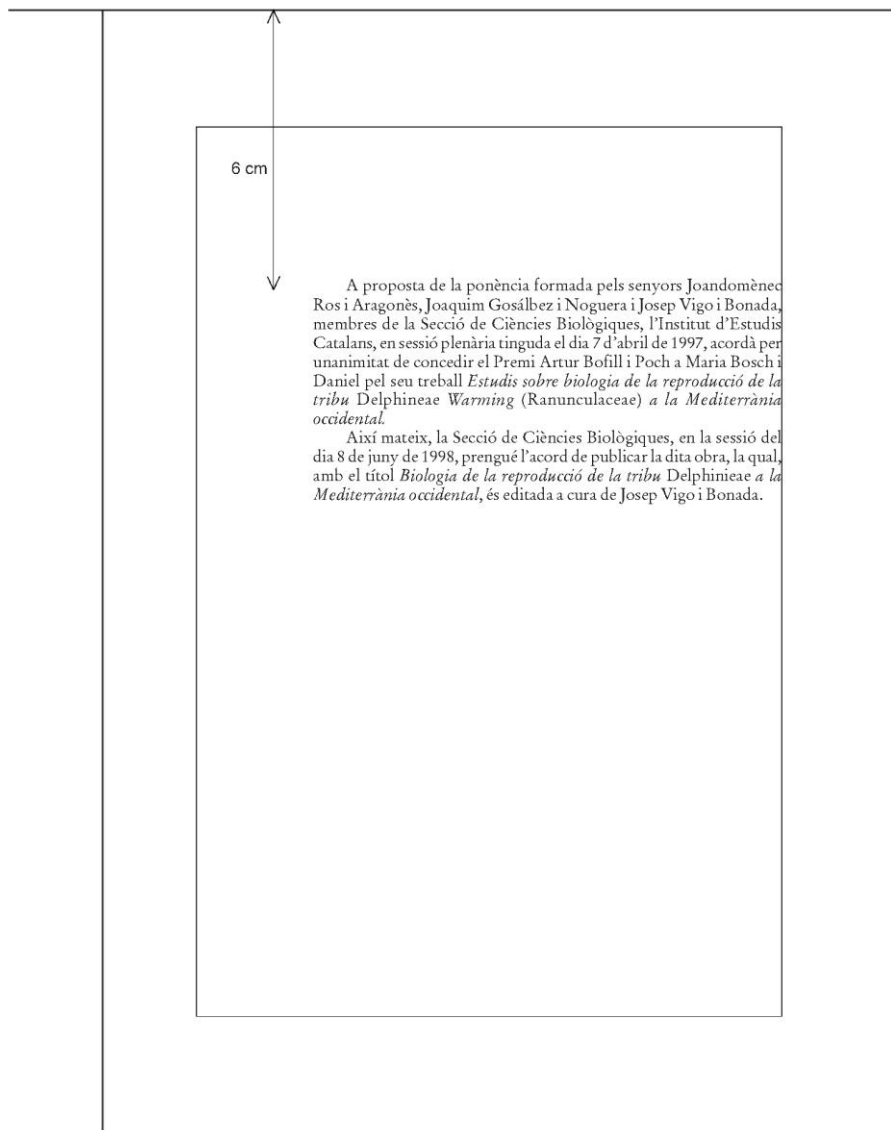 6 cm
A proposta de la ponència formada pels senyors Joandomènec
Ros i Aragonès, Joaquim Gosálbez i Noguera i Josep Vigo i Bonada,
membres de la Secció de Ciències Biològiques, l’Institut d’Estudis
Catalans, en sessió plenària tinguda el dia 7 d’abril de 1997, acordà per
unanimitat de concedir el Premi Artur Bofill i Poch a Maria Bosch i
Daniel pel seu treball Estudis sobre biologia de la reproducció de la
tribu Delphineae Warming (Ranunculaceae) a la Mediterrània
occidental.
Així mateix, la Secció de Ciències Biològiques, en la sessió del
dia 8 de juny de 1998, prengué l’acord de publicar la dita obra, la qual,
amb el títol Biologia de la reproducció de la tribu Delphinieae a la
Mediterrània occidental, és editada a cura de Josep Vigo i Bonada.